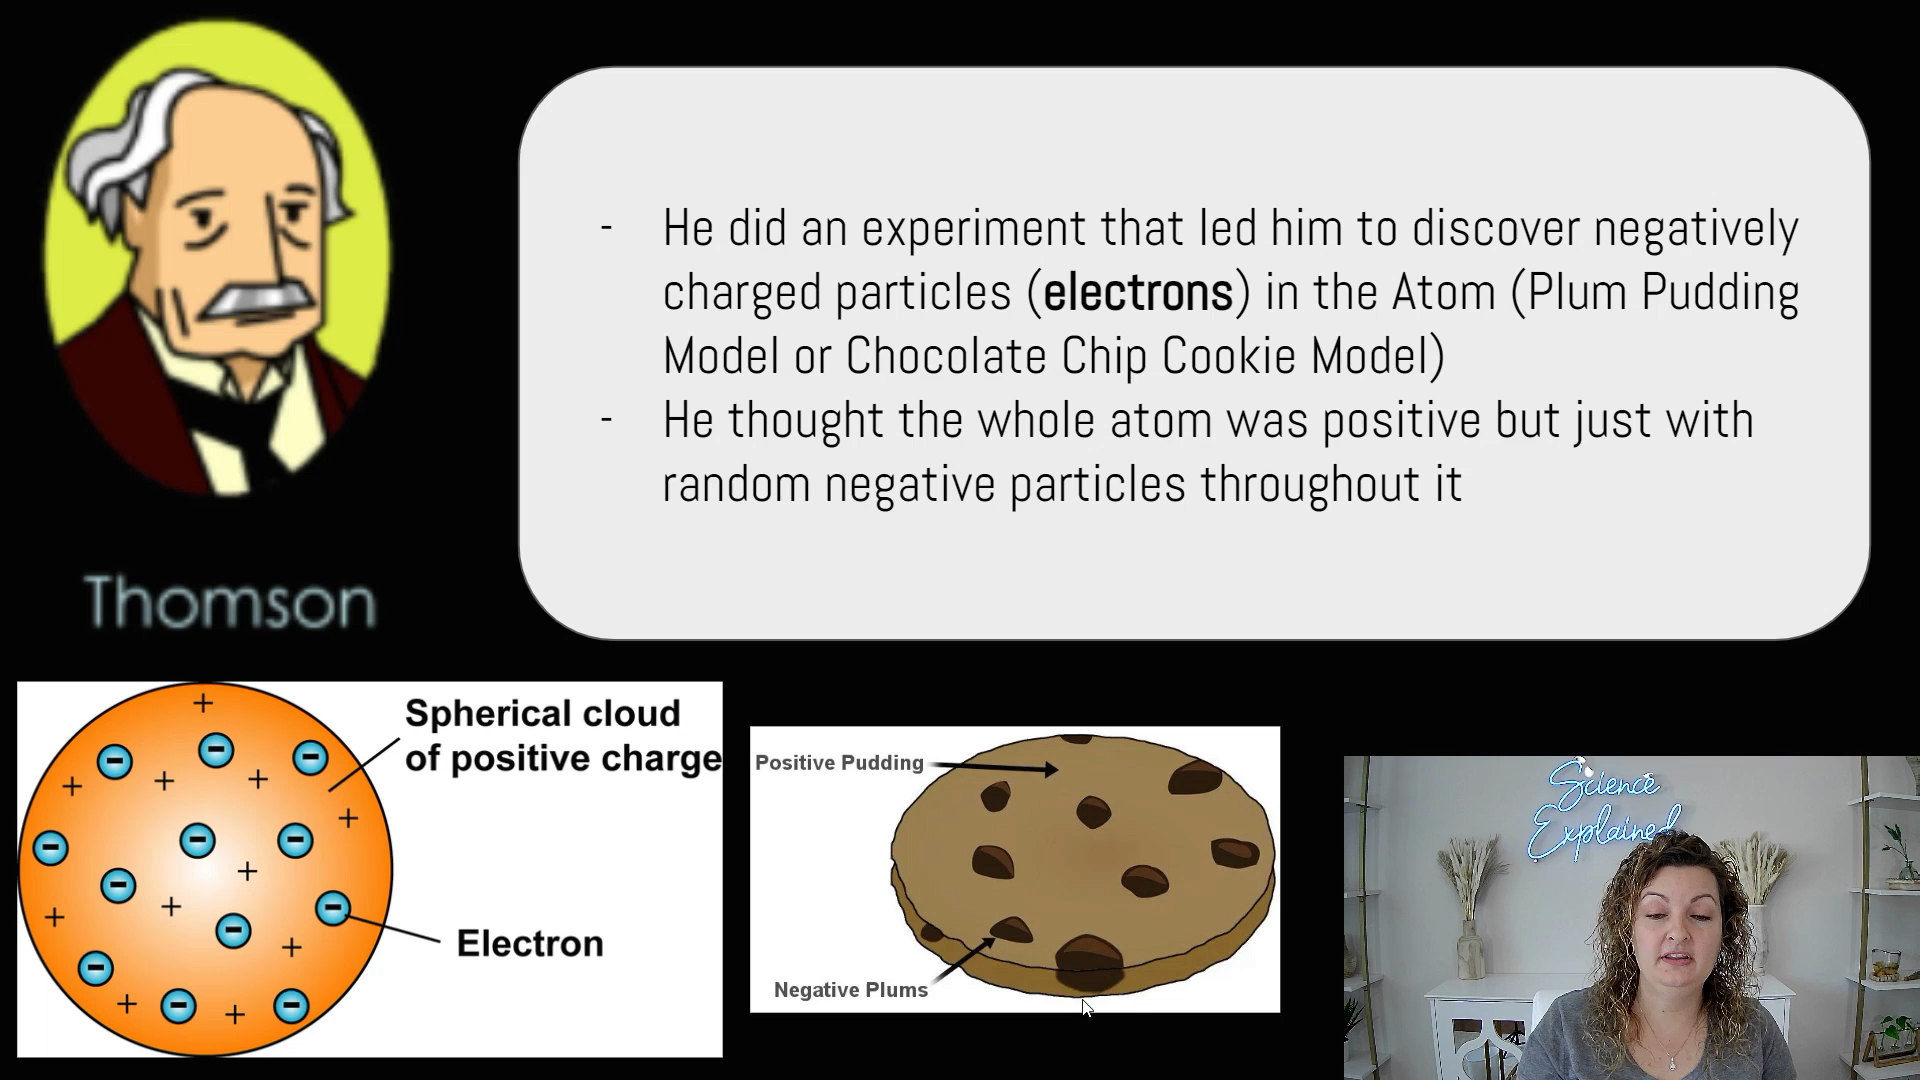 - He did an experiment that led him to discover negatively
charged particles (electrons) in the Atom (Plum Pudding
Model or Chocolate Chip Cookie Model)
- He thought the whole atom was positive but just with
random negative particles throughout it
Thomson
Spherical cloud
of positive charge
Electron
Positive Pudding
Negative Plums
Science
Explained